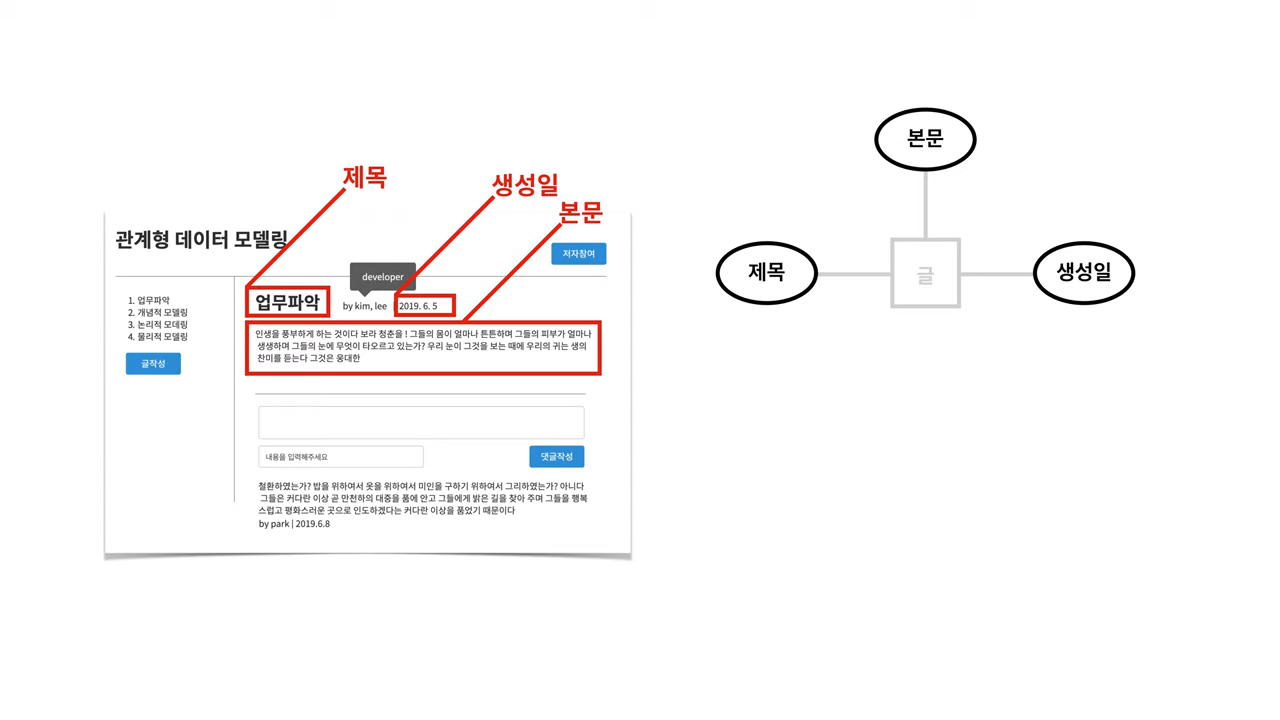 제목
생성일
본문
관계형 데이터 모델링
저자참여
developer
업무파악
by kim, lee
2019. 6. 5
1. 업무파악
2. 개념적 모델링
3. 논리적 모데링
4. 물리적 모델링
글작성
인생을 풍부하게 하는 것이다 보라 청춘을 ! 그들의 몸이 얼마나 튼튼하며 그들의 피부가 얼마나
생생하며 그들의 눈에 무엇이 타오르고 있는가? 우리 눈이 그것을 보는 때에 우리의 귀는 생의
찬미를 듣는다 그것은 웅대한
내용을 입력해주세요
댓글작성
철환하였는가? 밥을 위하여서 옷을 위하여서 미인을 구하기 위하여서 그리하였는가? 아니다
그들은 커다란 이상 곧 만천하의 대중을 품에 안고 그들에게 밝은 길을 찾아 주며 그들을 행복
스럽고 평화스러운 곳으로 인도하겠다는 커다란 이상을 품었기 때문이다
by park | 2019.6.8
본문
제목
글
생성일